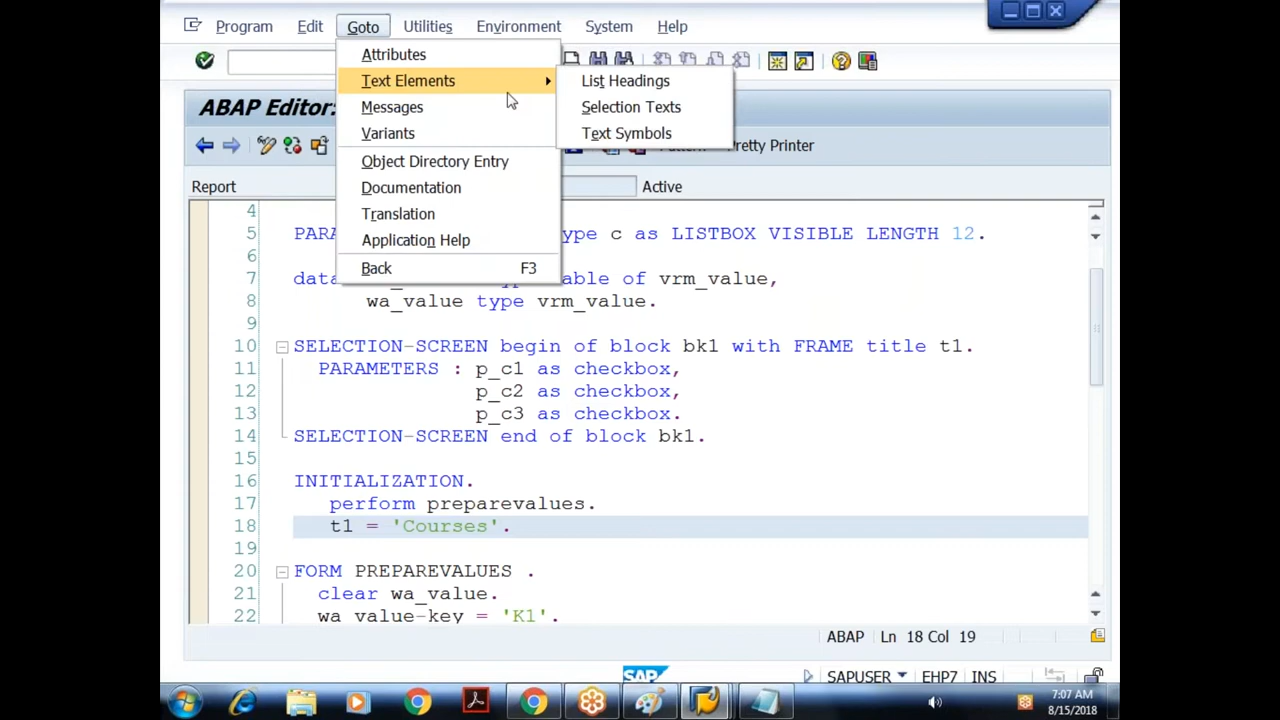 Program Edit Goto Utilities Environment System Help
Attributes
Text Elements
Messages
Variants
Object Directory Entry
Documentation
Translation
Application Help
Back F3
List Headings
Selection Texts
Text Symbols
ABAP Editor:
Pretty Printer
Report Active
4
5 PARA ype c as LISTBOX VISIBLE LENGTH 12.
6
7 data of vrm_value,
8 wa_value type vrm_value.
9
10 SELECTION-SCREEN begin of block bk1 with FRAME title t1.
11 PARAMETERS : p_c1 as checkbox,
12 p_c2 as checkbox,
13 p_c3 as checkbox.
14 SELECTION-SCREEN end of block bk1.
15
16 INITIALIZATION.
17 perform preparevalues.
18 t1 = 'Courses'.
19
20 FORM PREPAREVALUES .
21 clear wa_value.
22 wa_value-key = 'K1'.
ABAP Ln 18 Col 19
SAP
SAPUSER EHP7 INS
7:07 AM
8/15/2018